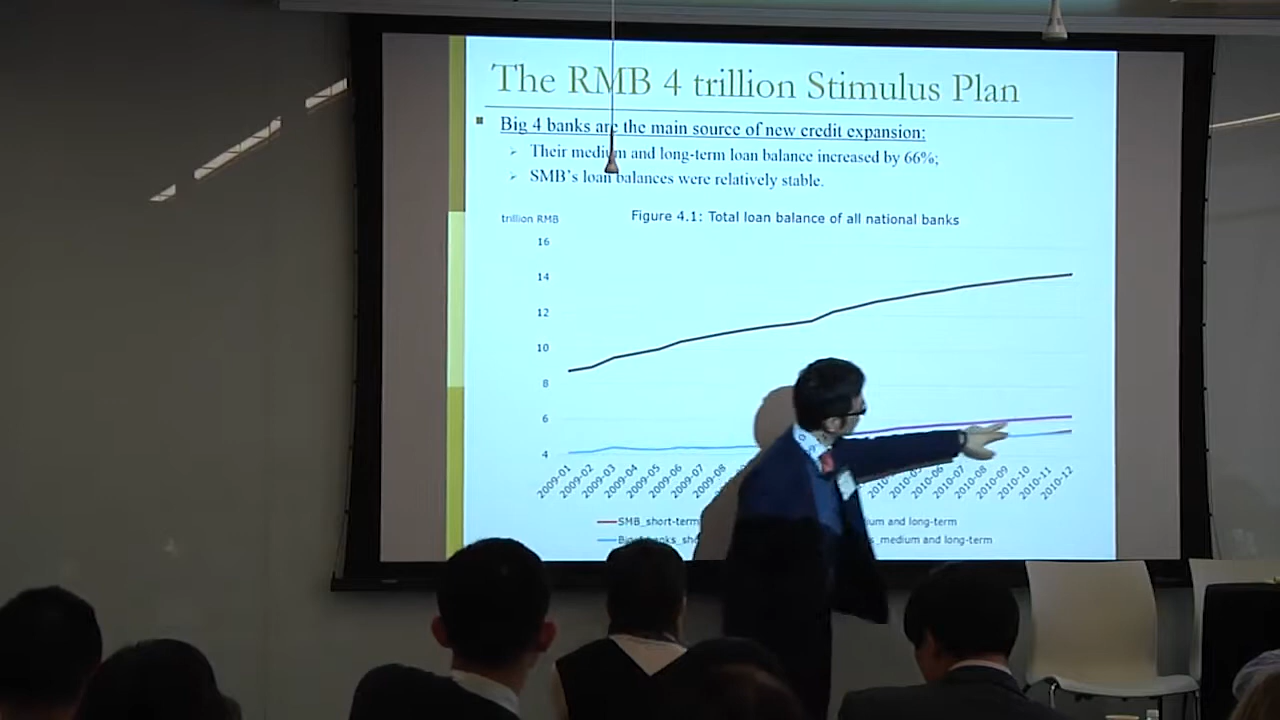 The RMB 4 trillion Stimulus Plan
Big 4 banks are the main source of new credit expansion:
Their medium and long-term loan balance increased by 66%;
SMB's loan balances were relatively stable.
trillion RMB
Figure 4.1: Total loan balance of all national banks
16
14
12
10
8
6
4
2009-01
2009-02
2009-03
2009-04
2009-05
2009-06
2009-07
2009-08
2010-05
2010-06
2010-07
2010-08
2010-09
2010-10
2010-11
2010-12
SMB_short-term
and long-term
medium and long-term